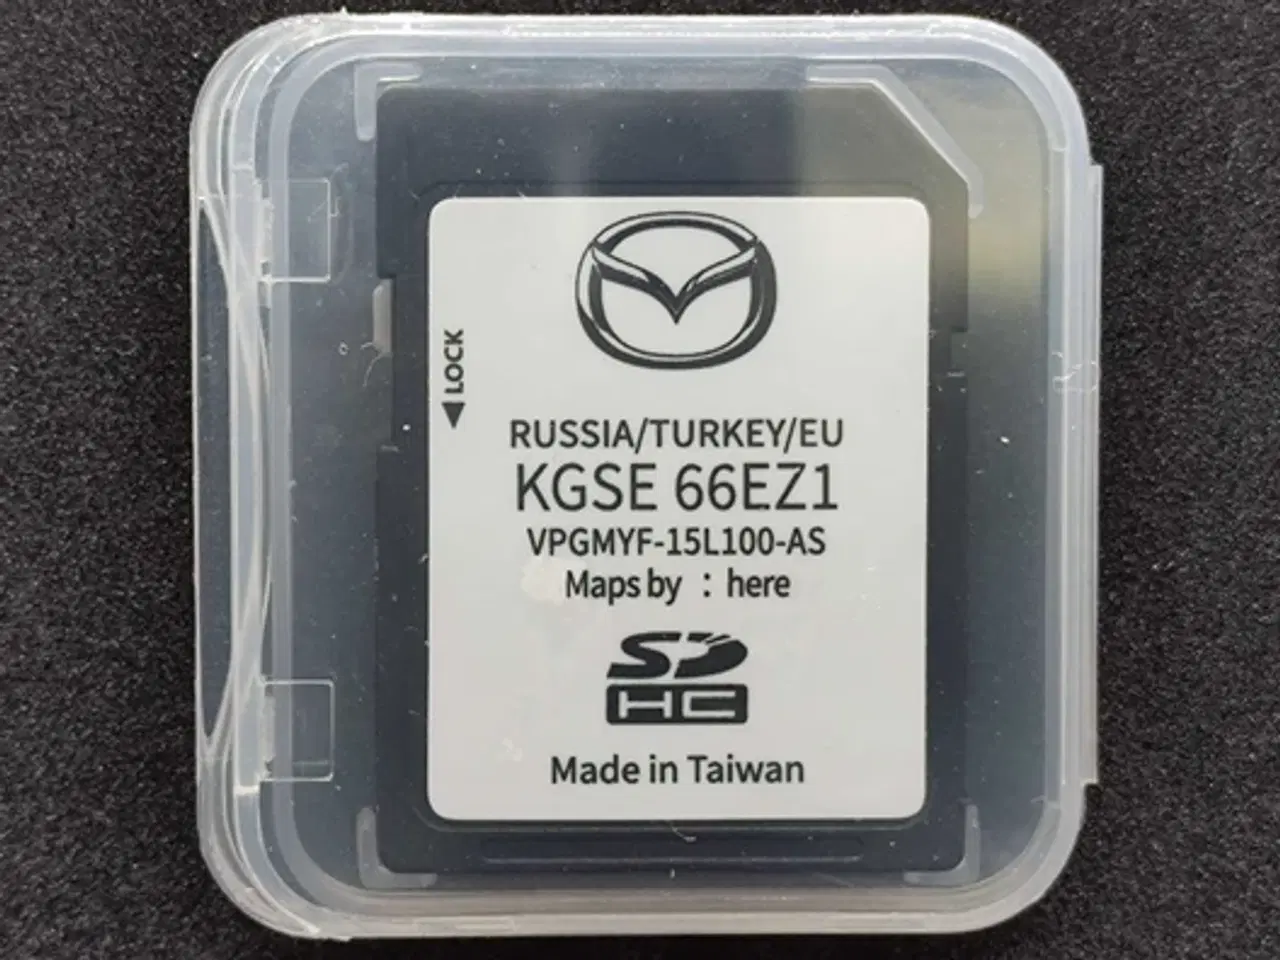 ◀ LOCK
RUSSIA/TURKEY/EU
KGSE 66EZ1
VPGMYF-15L100-AS
Maps by : here
SD
HC
Made in Taiwan